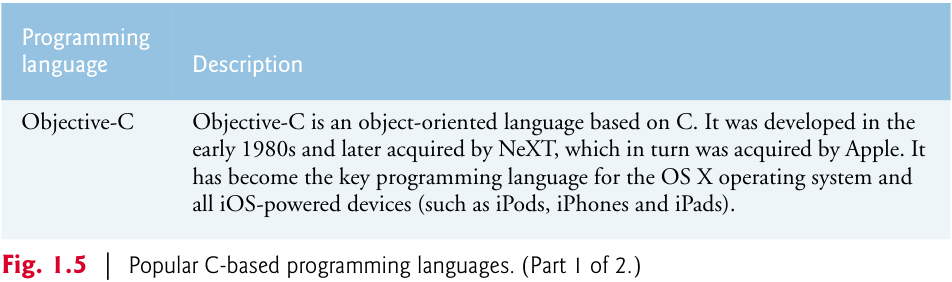 Programming
language
Description
Objective-C
Objective-C is an object-oriented language based on C. It was developed in the
early 1980s and later acquired by NeXT, which in turn was acquired by Apple. It
has become the key programming language for the OS X operating system and
all iOS-powered devices (such as iPods, iPhones and iPads).
Fig. 1.5 | Popular C-based programming languages. (Part 1 of 2.)